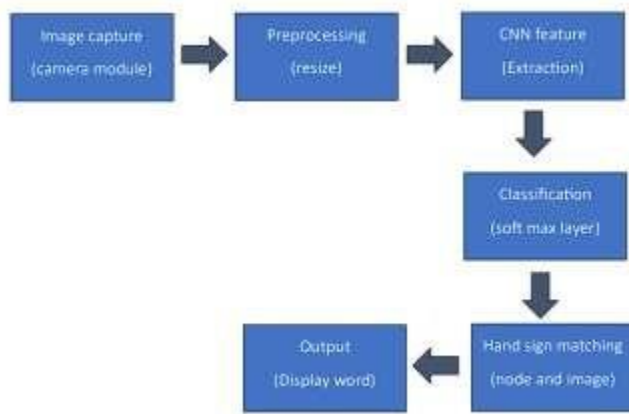 Image capture
(camera module)
Preprocessing
(resize)
CNN feature
(Extraction)
Classification
(soft max layer)
Hand sign matching
(node and image)
Output
(Display word)